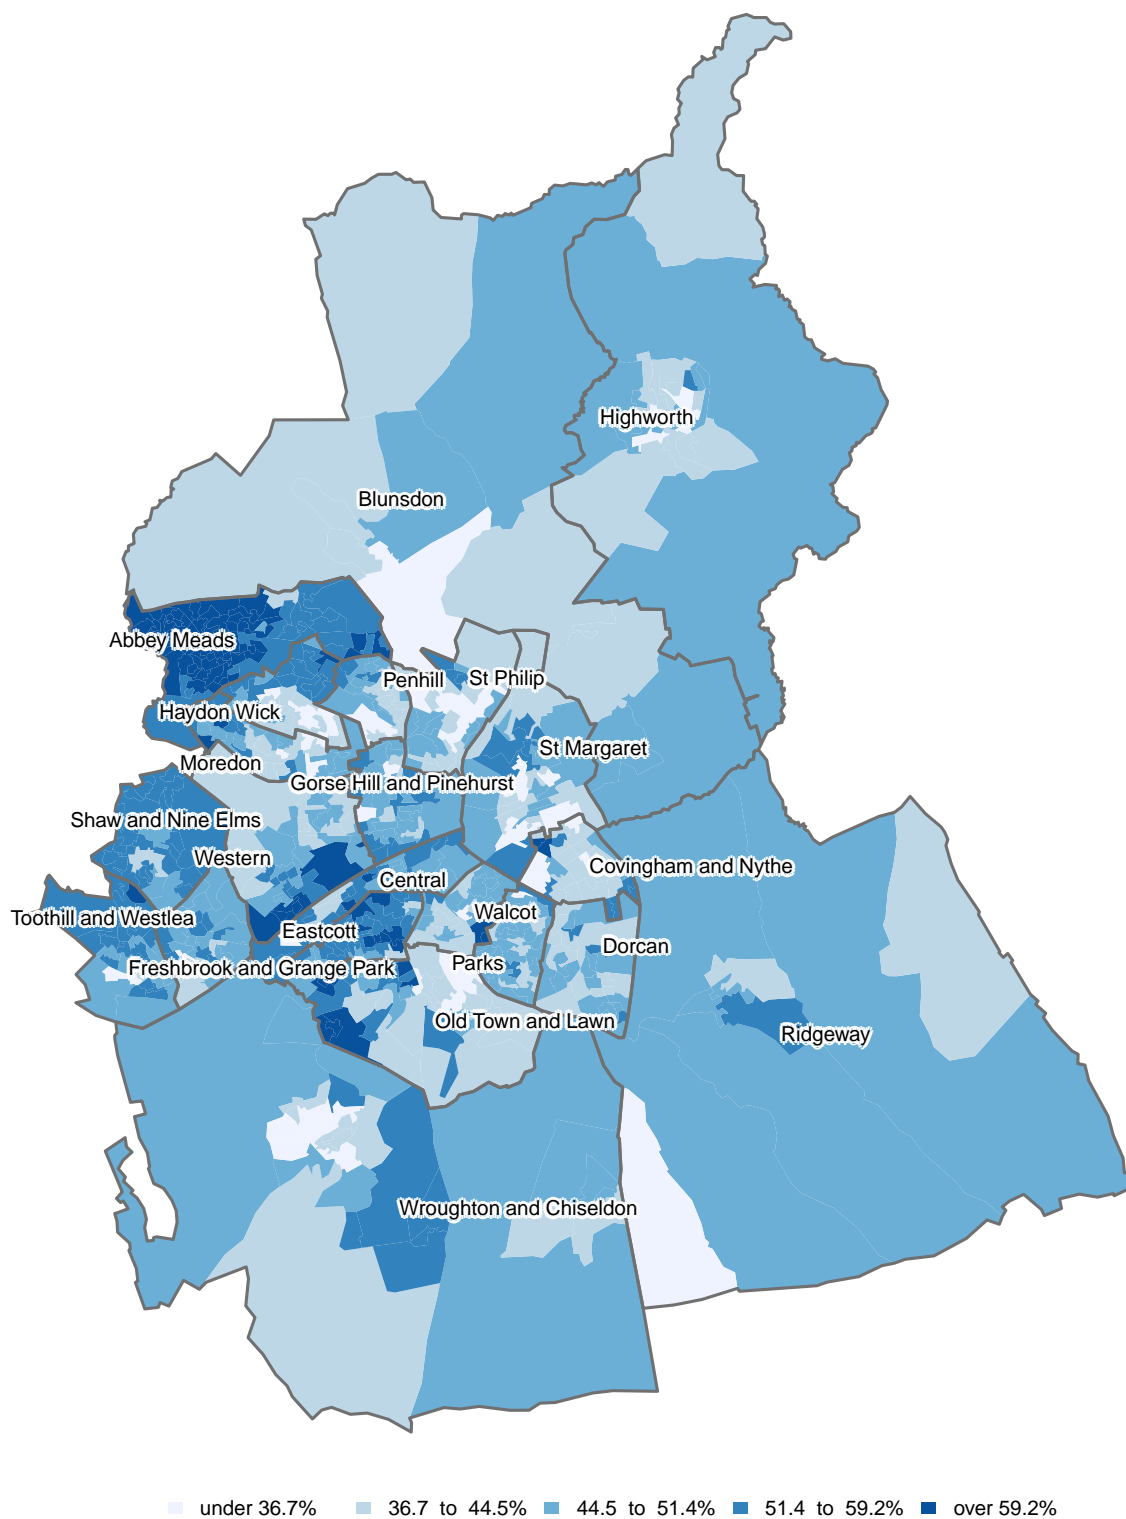 Highworth
Blunsdon
Abbey Meads
Penhill
St Philip
Haydon Wick
St Margaret
Moredon
Gorse Hill and Pinehurst
Shaw and Nine Elms
Western
Covingham and Nythe
Central
Toothill and Westlea
Walcot
Eastcott
Dorcan
Freshbrook and Grange Park
Parks
Old Town and Lawn
Ridgeway
Wroughton and Chiseldon
under 36.7% 36.7 to 44.5% 44.5 to 51.4% 51.4 to 59.2% over 59.2%